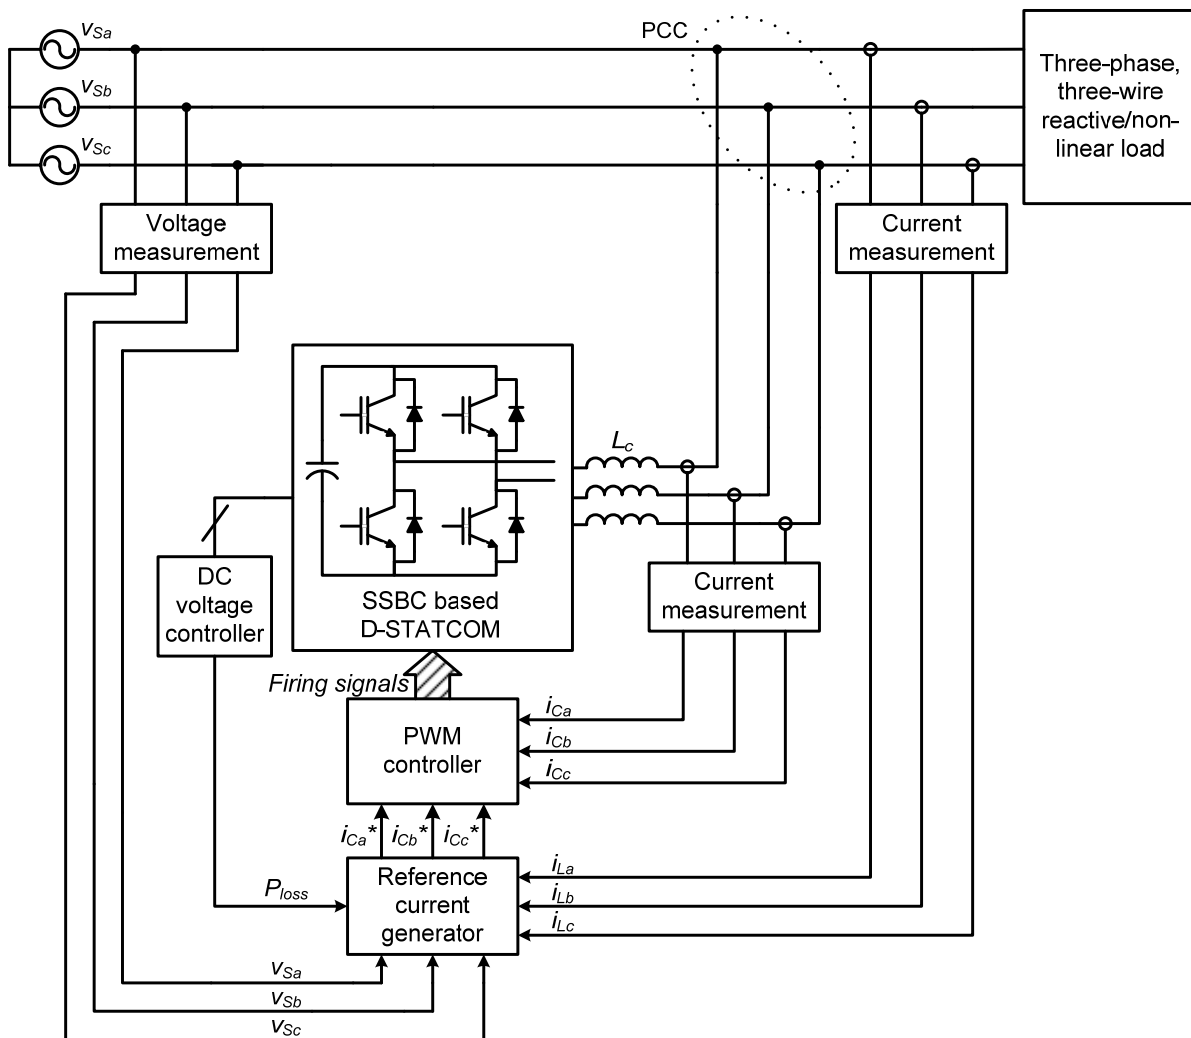 vSa
PCC
vSb
vSc
Three-phase,
three-wire
reactive/non-
linear load
Voltage
measurement
Current
measurement
Lc
DC
voltage
controller
SSBC based
D-STATCOM
Current
measurement
Firing signals
PWM
controller
iCa
iCb
iCc
iCa* iCb* iCc*
Ploss
Reference
current
generator
iLa
iLb
iLc
vSa
vSb
vSc